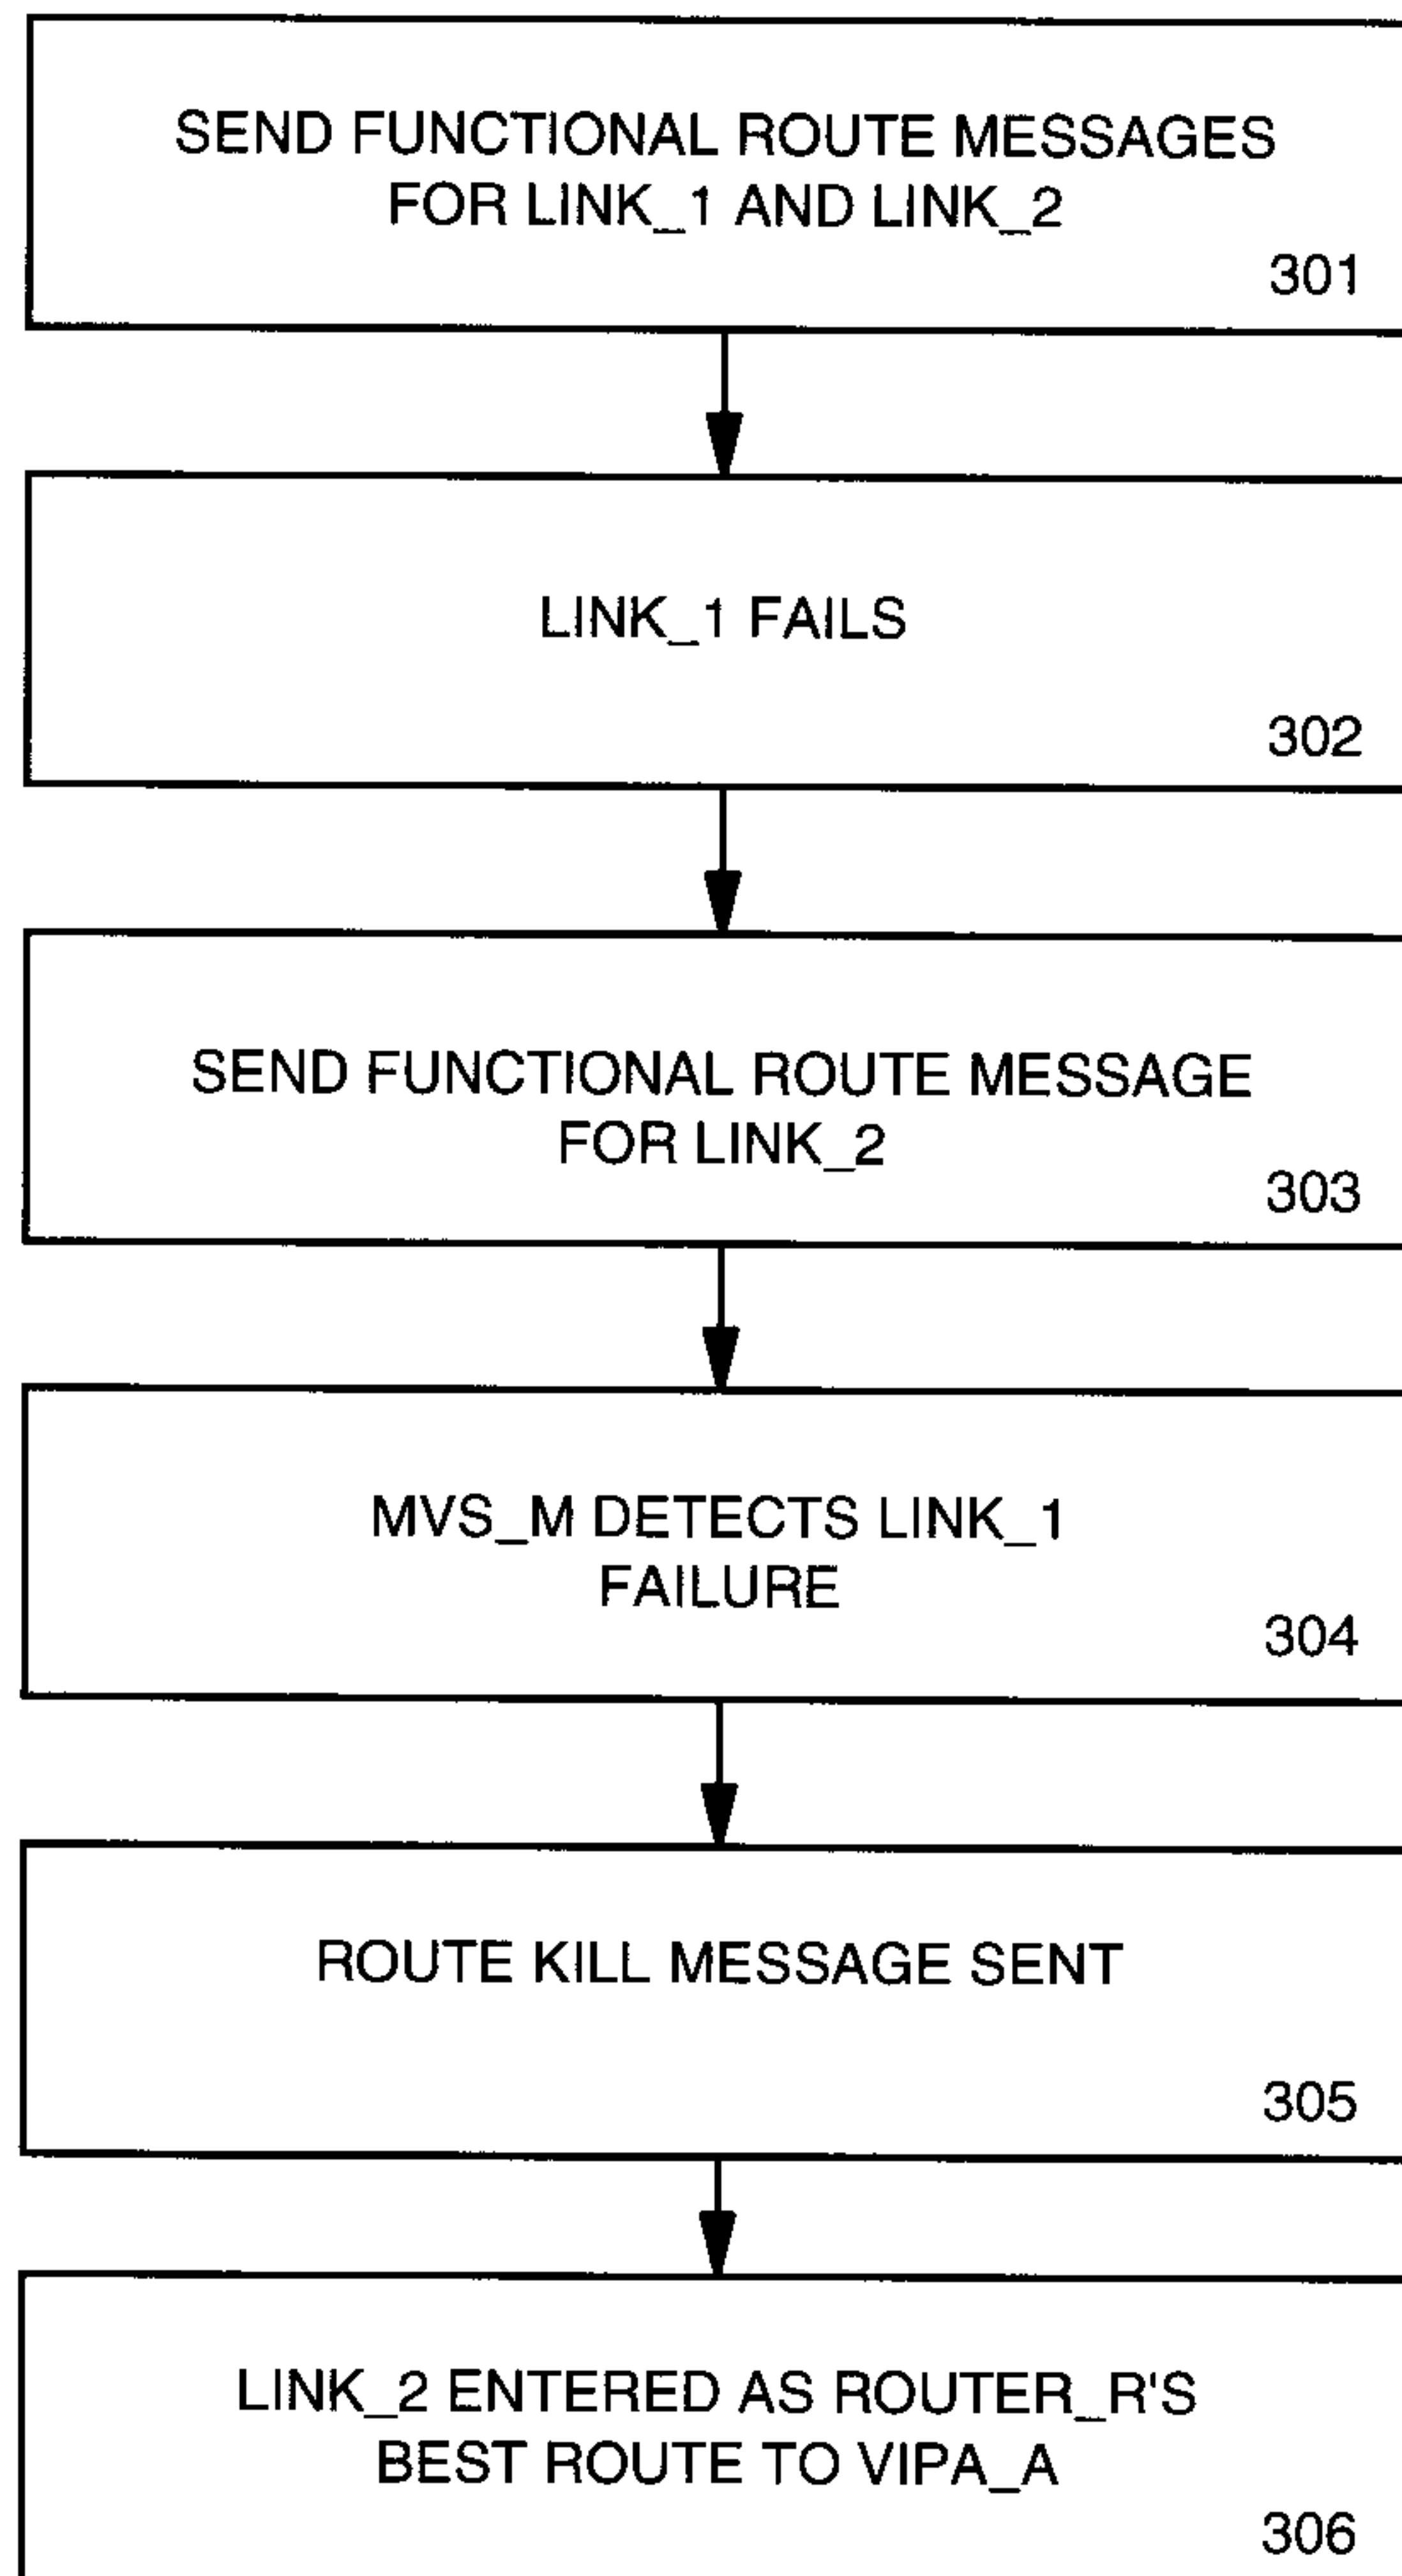 SEND FUNCTIONAL ROUTE MESSAGES
FOR LINK_1 AND LINK_2
301
LINK_1 FAILS
302
SEND FUNCTIONAL ROUTE MESSAGE
FOR LINK_2
303
MVS_M DETECTS LINK_1
FAILURE
304
ROUTE KILL MESSAGE SENT
305
LINK_2 ENTERED AS ROUTER_R'S
BEST ROUTE TO VIPA_A
306